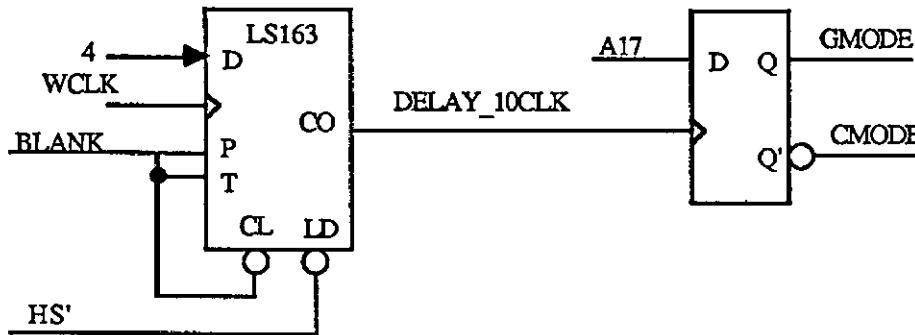 LS163
4
D
WCLK
CO
BLANK
P
T
CL LD
HS'
DELAY_10CLK
A17
D Q
GMODE
Q'
CMODE